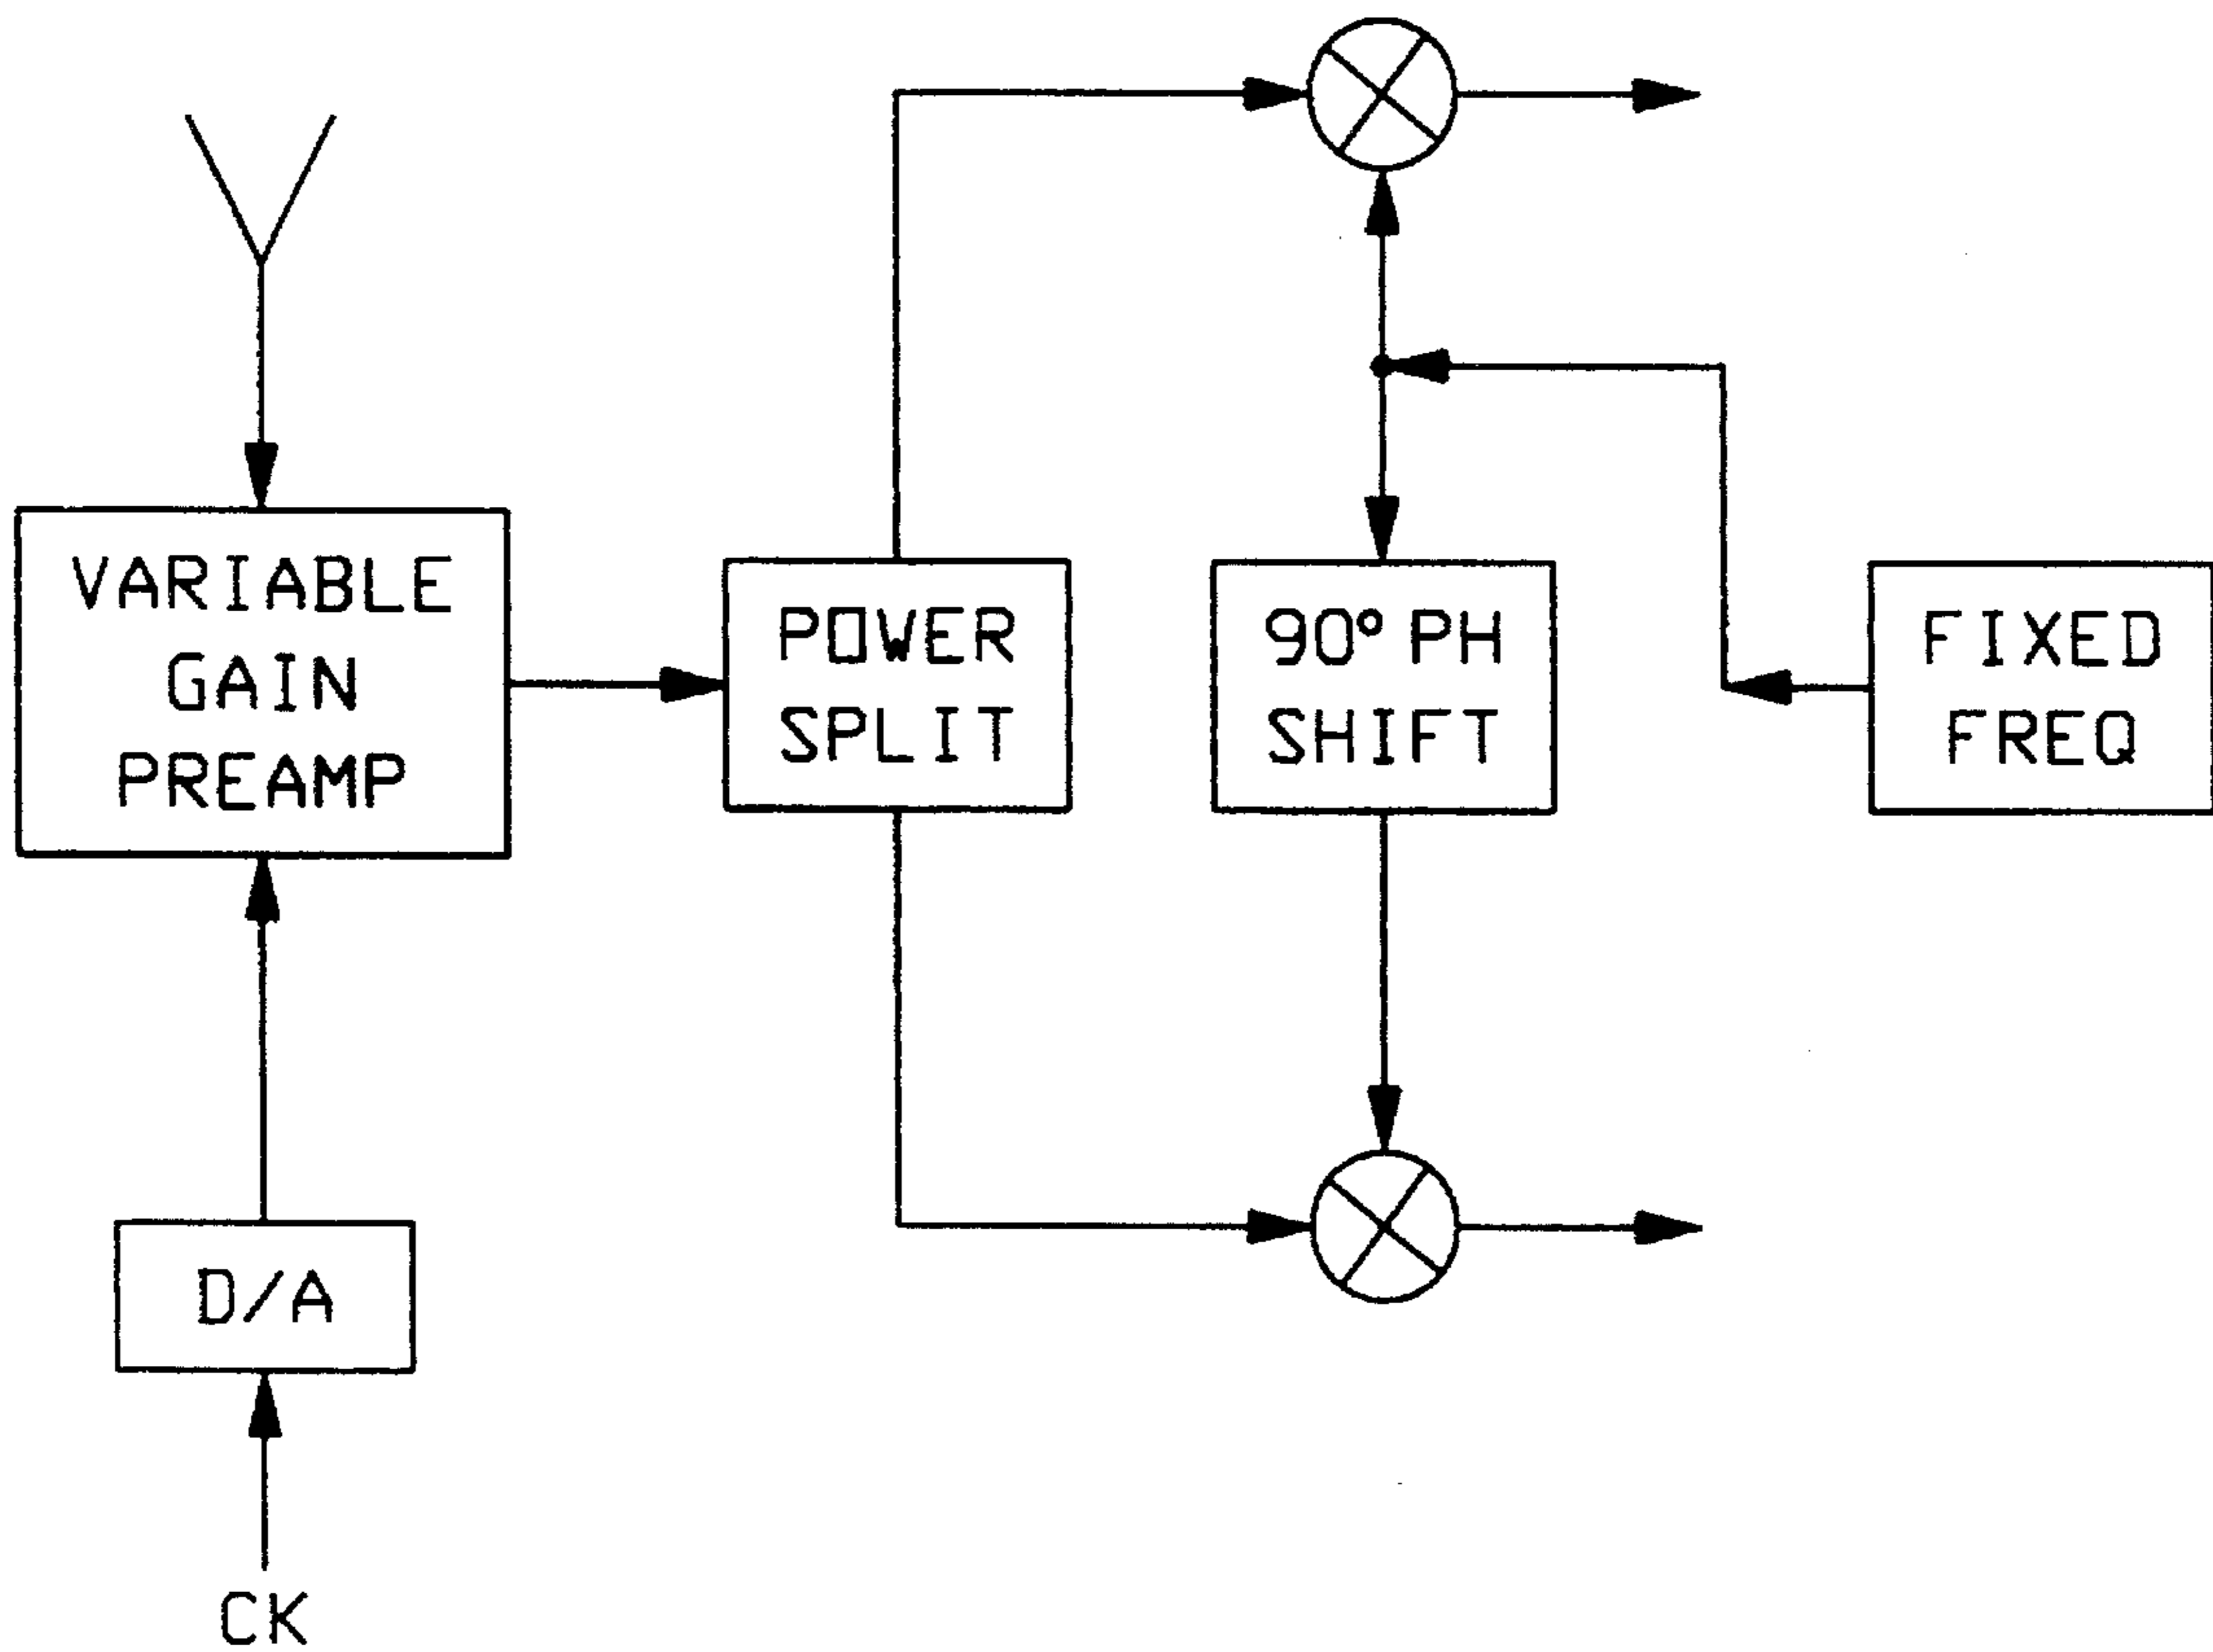 VARIABLE
GAIN
PREAMP
POWER
SPLIT
90° PH
SHIFT
FIXED
FREQ
D/A
CK